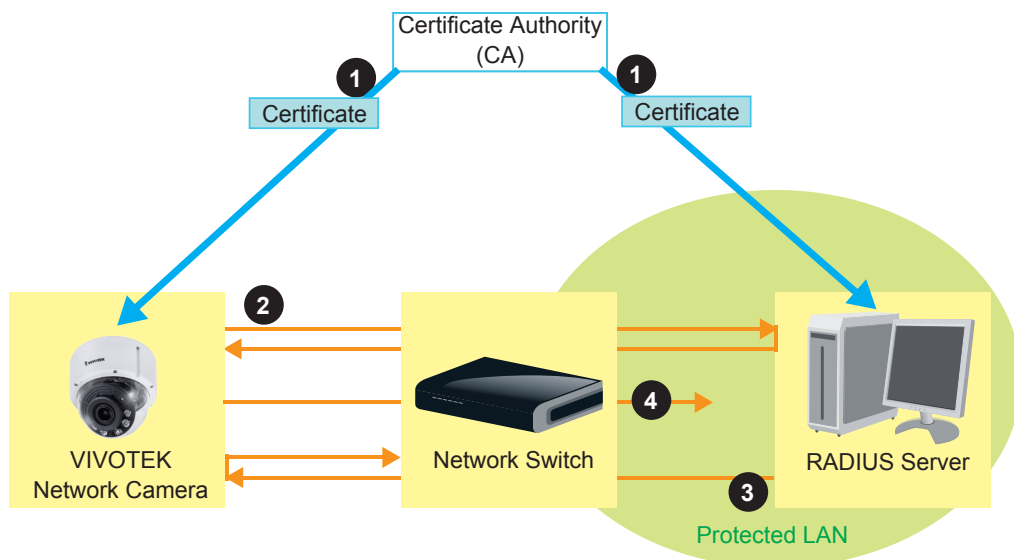 Certificate Authority
(CA)
1
1
Certificate
Certificate
2
VIVOTEK
4
VIVOTEK
Network Camera
Network Switch
RADIUS Server
3
Protected LAN